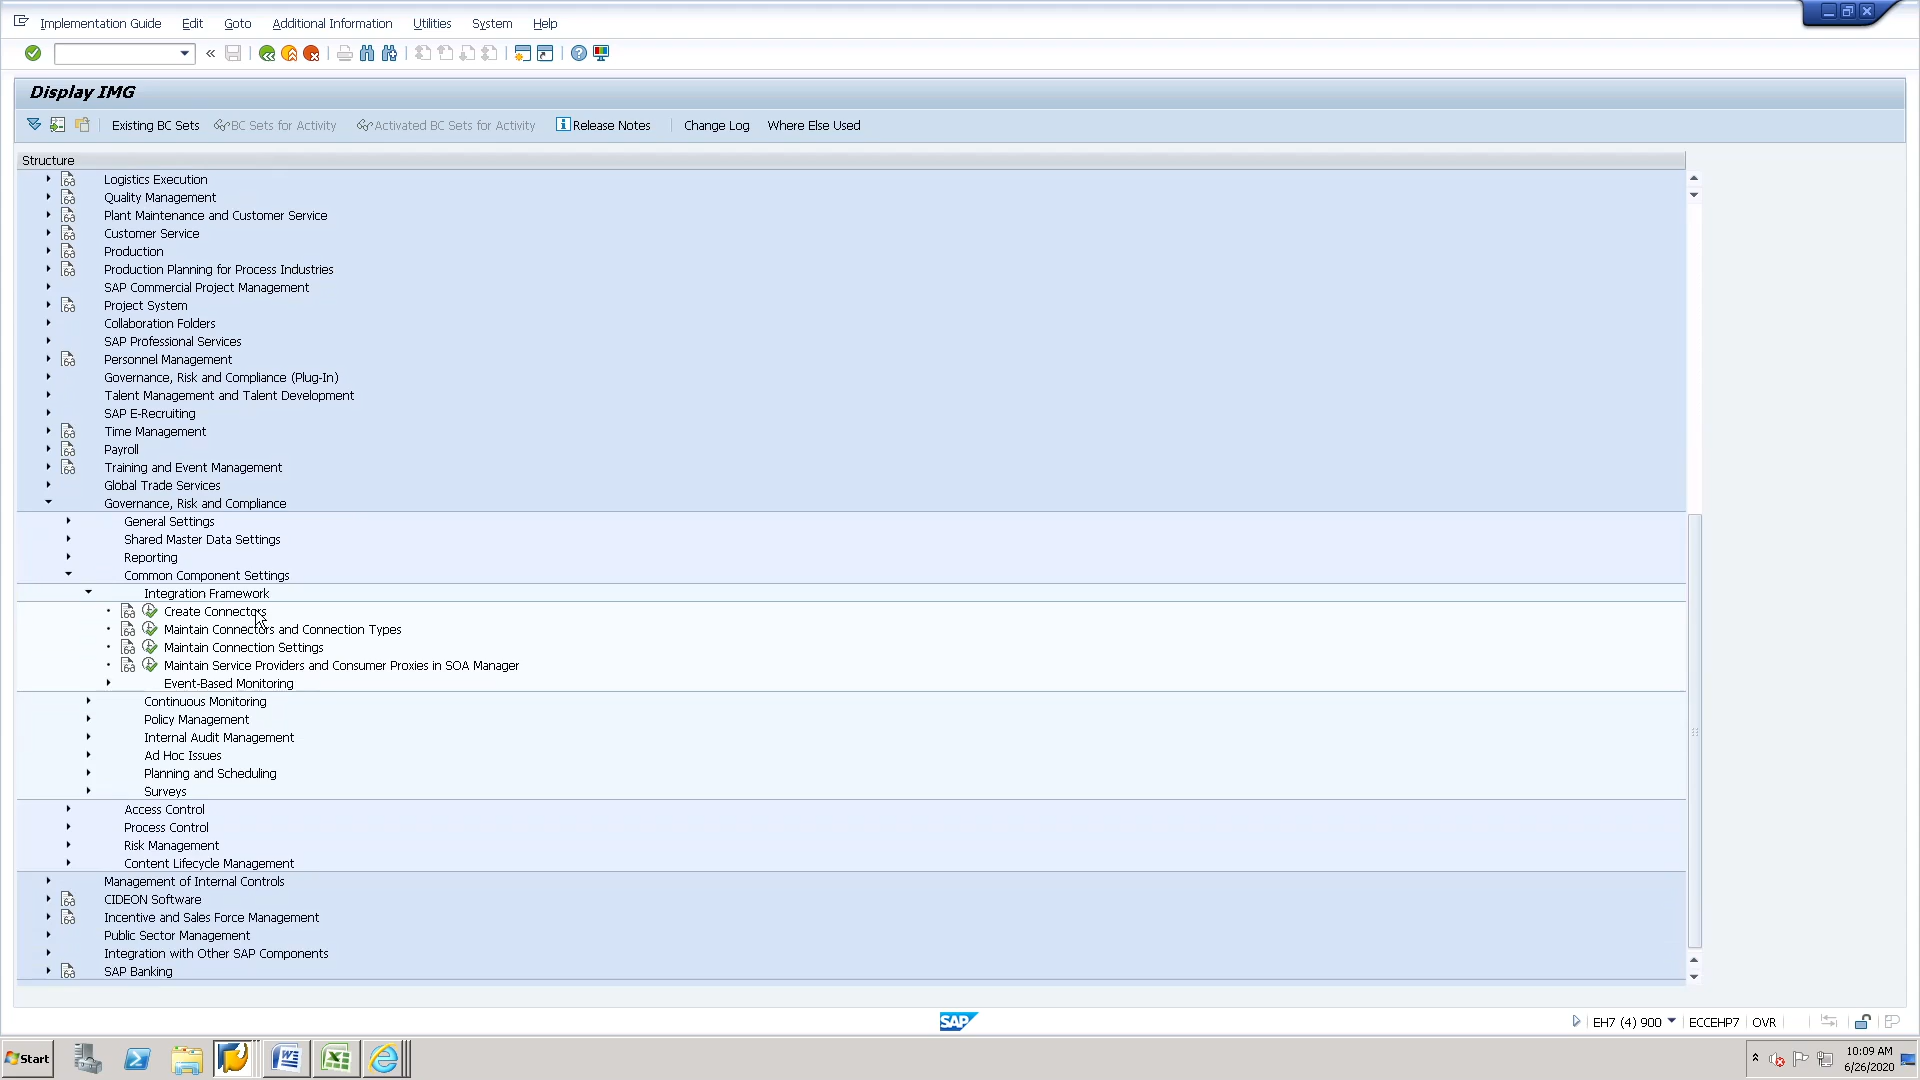 Implementation Guide Edit Goto Additional Information Utilities System Help
Display IMG
Existing BC Sets BC Sets for Activity Activated BC Sets for Activity Release Notes Change Log Where Else Used
Structure
Logistics Execution
Quality Management
Plant Maintenance and Customer Service
Customer Service
Production
Production Planning for Process Industries
SAP Commercial Project Management
Project System
Collaboration Folders
SAP Professional Services
Personnel Management
Governance, Risk and Compliance (Plug-In)
Talent Management and Talent Development
SAP E-Recruiting
Time Management
Payroll
Training and Event Management
Global Trade Services
Governance, Risk and Compliance
General Settings
Shared Master Data Settings
Reporting
Common Component Settings
Integration Framework
Create Connectors
Maintain Connectors and Connection Types
Maintain Connection Settings
Maintain Service Providers and Consumer Proxies in SOA Manager
Event-Based Monitoring
Continuous Monitoring
Policy Management
Internal Audit Management
Ad Hoc Issues
Planning and Scheduling
Surveys
Access Control
Process Control
Risk Management
Content Lifecycle Management
Management of Internal Controls
CIDEON Software
Incentive and Sales Force Management
Public Sector Management
Integration with Other SAP Components
SAP Banking
SAP EH7 (4) 900 ECCEHP7 OVR
Start 10:09 AM
6/26/2020